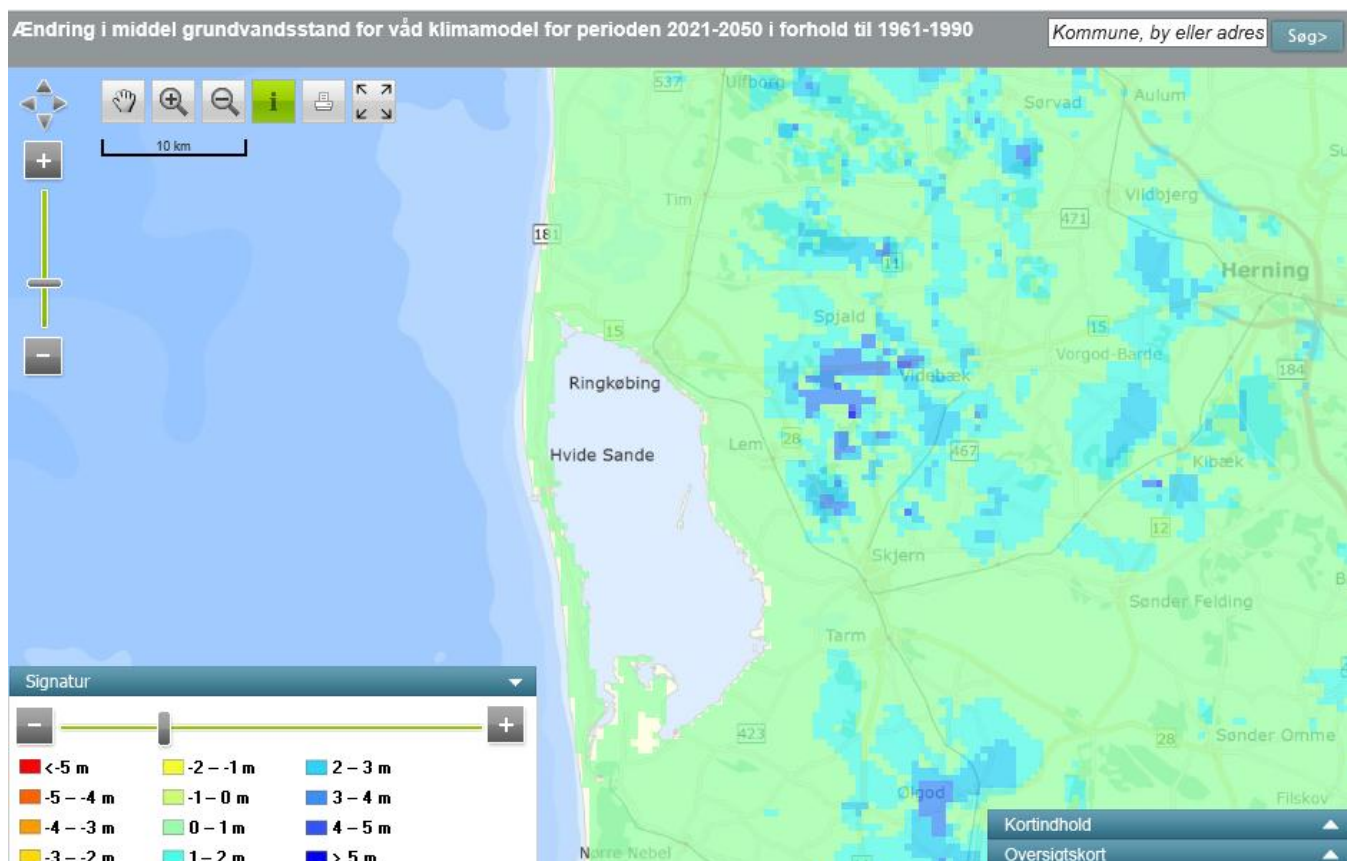 Ændring i middel grundvandsstand for våd klimamodel for perioden 2021-2050 i forhold til 1961-1990
Kommune, by eller adres
Søg>
i
10 km
537
Ulfborg
Sørvad
Aulum
Tim
Vildbjerg
471
181
11
Herning
Spjald
15
15
Vorgod-Barde
Ringkøbing
Videbæk
184
Lem
28
Hvide Sande
467
Kibæk
12
Skjern
Sønder Felding
Tarm
Signatur
423
28
Sønder Omme
Ølgod
Filskov
Nørre Nebel
<-5 m
-2 – -1 m
2 – 3 m
-5 – -4 m
-1 – 0 m
3 – 4 m
-4 – -3 m
0 – 1 m
4 – 5 m
-3 – -2 m
1 – 2 m
> 5 m
Kortindhold
Oversigtskort